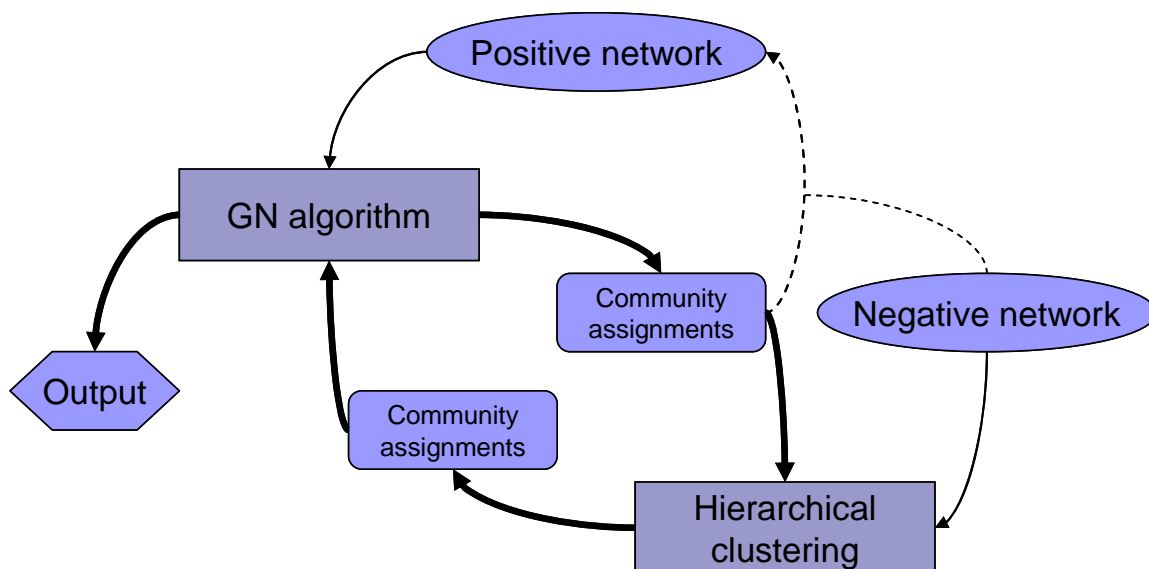 Positive network
GN algorithm
Community
assignments
Negative network
Output
Community
assignments
Hierarchical
clustering